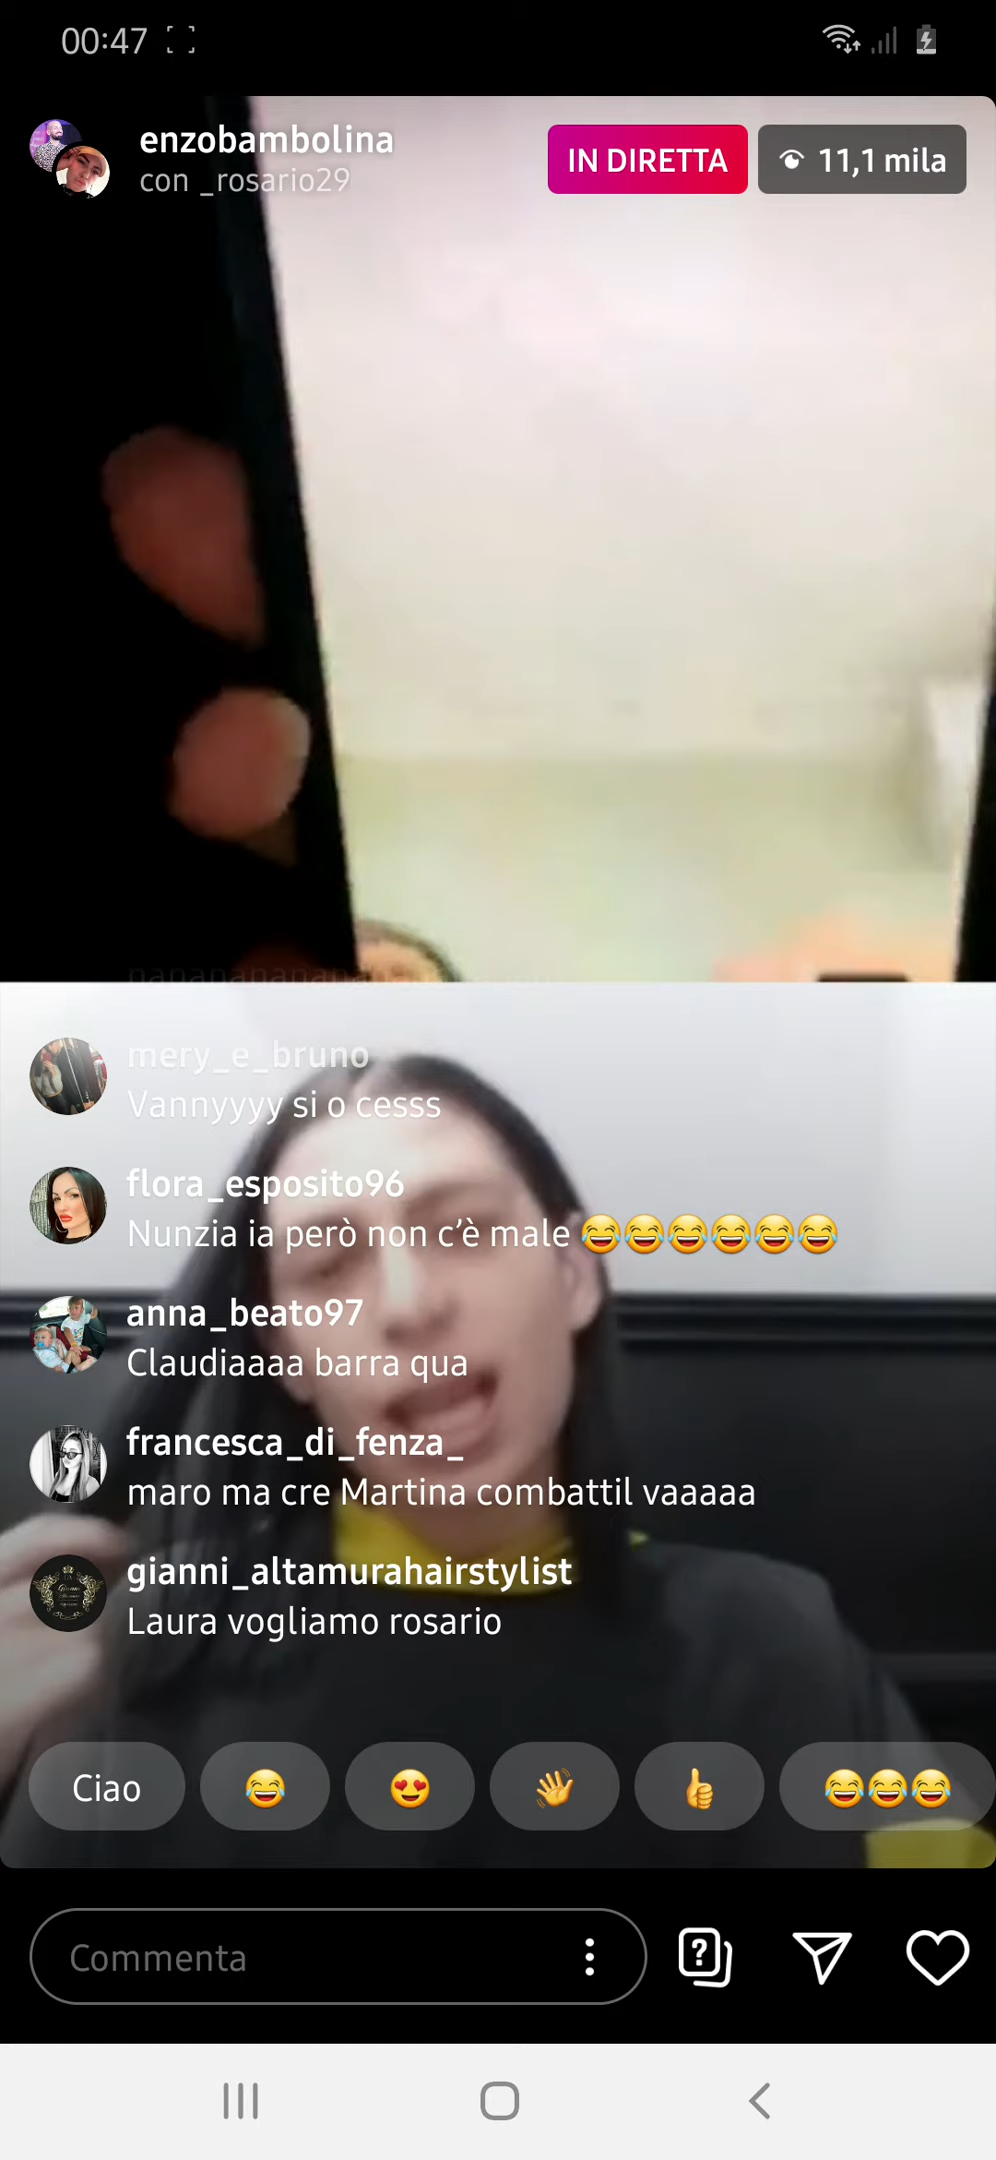 00:47
enzobambolina
con _rosario29
IN DIRETTA
11,1 mila
nanananananananana
mery_e_bruno
Vannyyyy si o cesss
flora_esposito96
Nunzia ia però non c’è male 😂😂😂😂😂😂
anna_beato97
Claudiaaaa barra qua
francesca_di_fenza_
maro ma cre Martina combattil vaaaaa
gianni_altamurahairstylist
Laura vogliamo rosario
Ciao 😂 😍 👋 👍 😂😂😂
Commenta